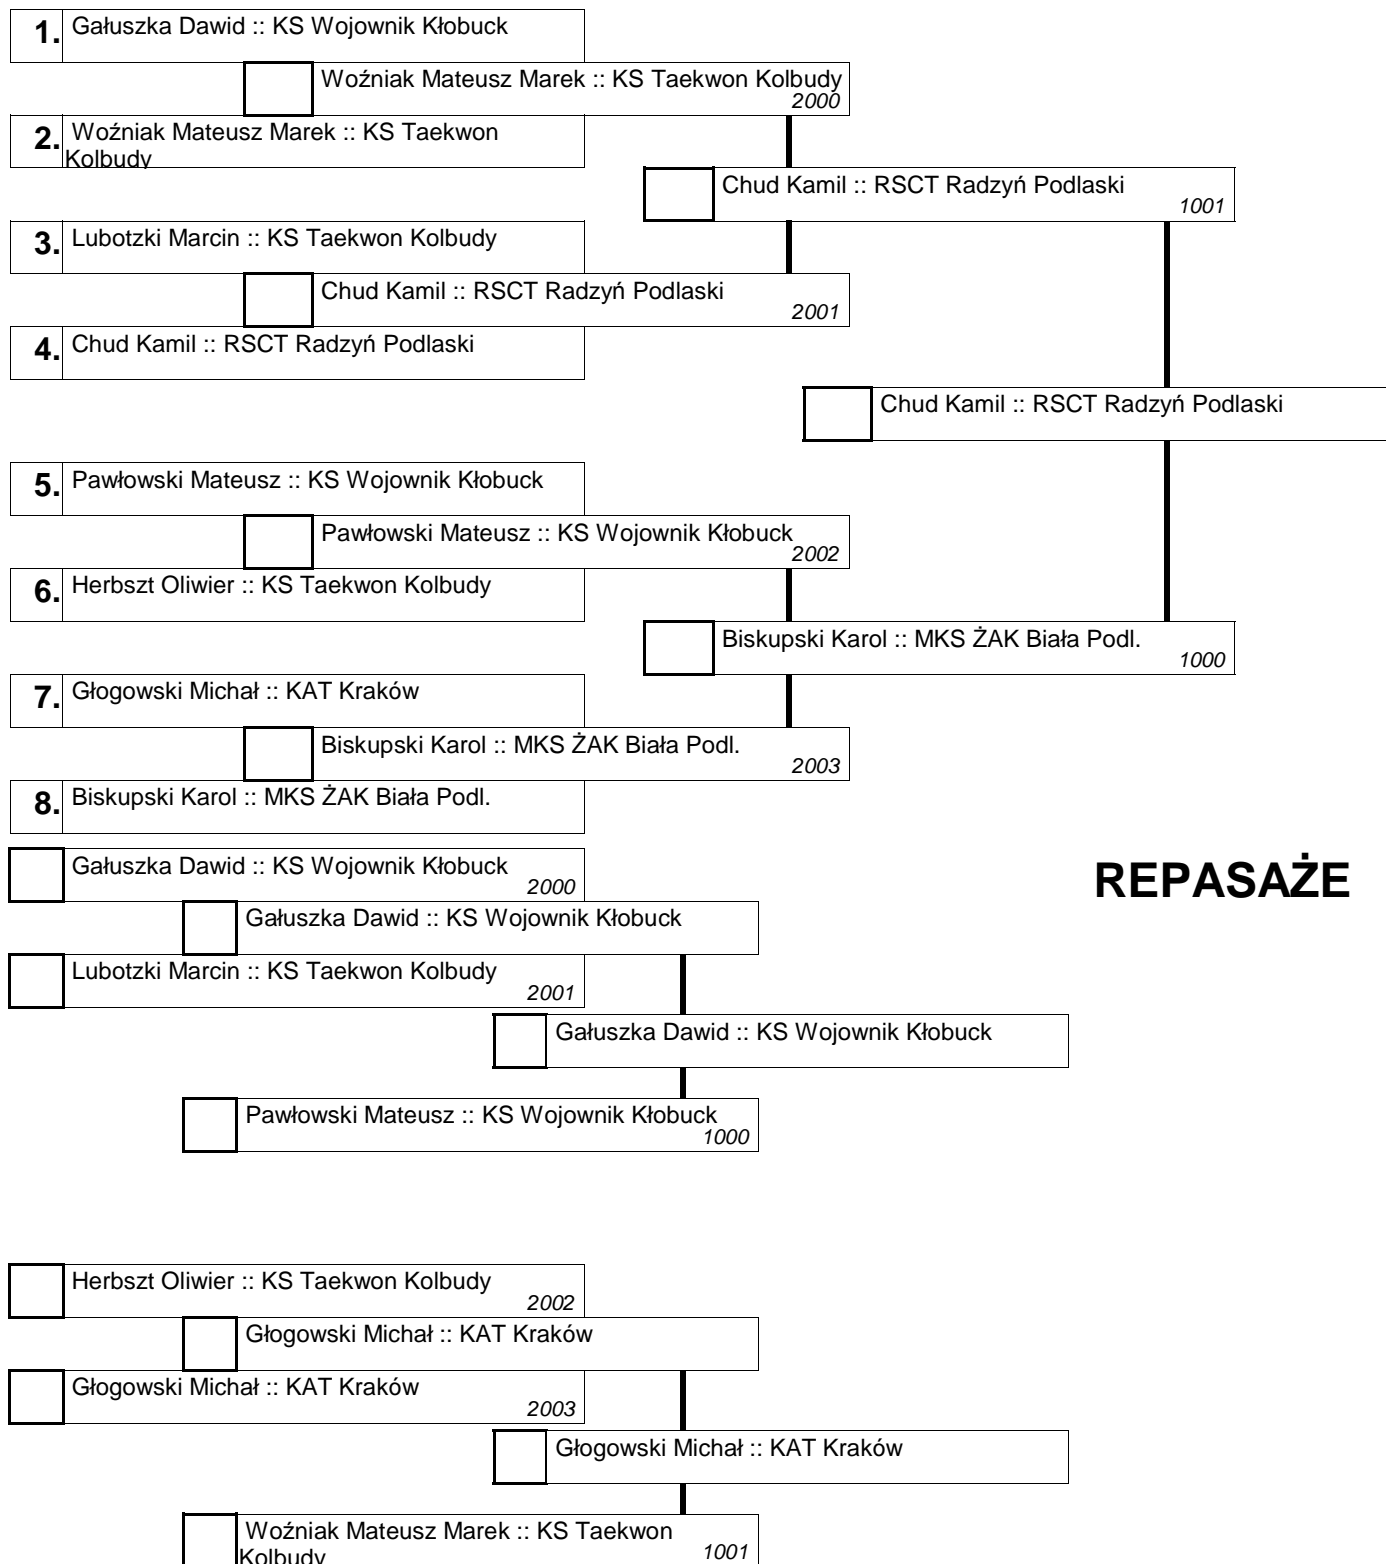 1. Gałuszka Dawid :: KS Wojownik Kłobuck
Woźniak Mateusz Marek :: KS Taekwon Kolbudy
2000
2. Woźniak Mateusz Marek :: KS Taekwon
Kolbudy
Chud Kamil :: RSCT Radzyń Podlaski
1001
3. Lubotzki Marcin :: KS Taekwon Kolbudy
Chud Kamil :: RSCT Radzyń Podlaski
2001
4. Chud Kamil :: RSCT Radzyń Podlaski
Chud Kamil :: RSCT Radzyń Podlaski
5. Pawłowski Mateusz :: KS Wojownik Kłobuck
Pawłowski Mateusz :: KS Wojownik Kłobuck
2002
6. Herbszt Oliwier :: KS Taekwon Kolbudy
Biskupski Karol :: MKS ŻAK Biała Podl.
1000
7. Głogowski Michał :: KAT Kraków
Biskupski Karol :: MKS ŻAK Biała Podl.
2003
8. Biskupski Karol :: MKS ŻAK Biała Podl.
Gałuszka Dawid :: KS Wojownik Kłobuck
2000
REPASAŻE
Gałuszka Dawid :: KS Wojownik Kłobuck
Lubotzki Marcin :: KS Taekwon Kolbudy
2001
Gałuszka Dawid :: KS Wojownik Kłobuck
Pawłowski Mateusz :: KS Wojownik Kłobuck
1000
Herbszt Oliwier :: KS Taekwon Kolbudy
2002
Głogowski Michał :: KAT Kraków
Głogowski Michał :: KAT Kraków
2003
Głogowski Michał :: KAT Kraków
Woźniak Mateusz Marek :: KS Taekwon
Kolbudy
1001